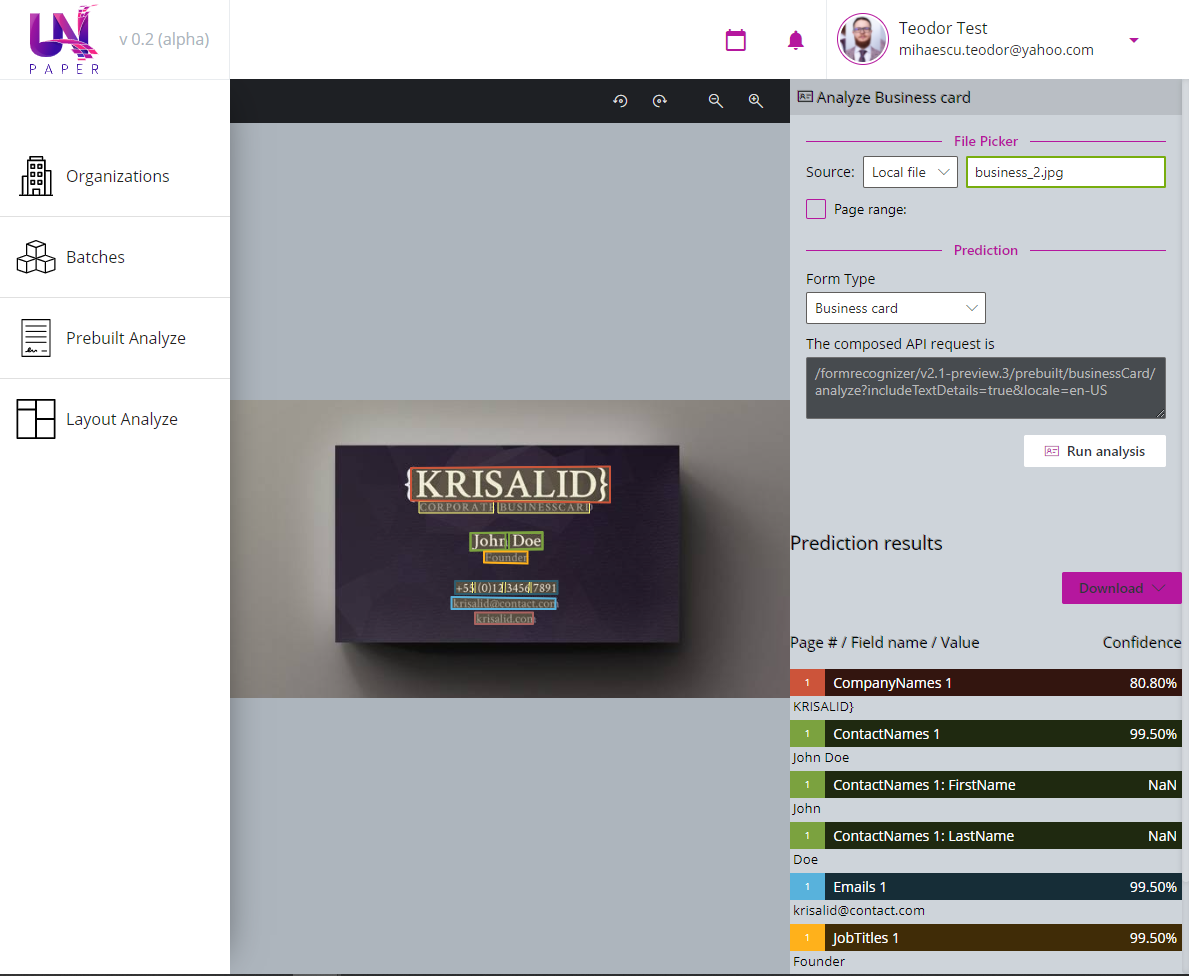 UN
PAPER
v 0.2 (alpha)
Teodor Test
mihaescu.teodor@yahoo.com
Organizations
Batches
Prebuilt Analyze
Layout Analyze
{KRISALID}
CORPORATE BUSINESSCARD
John Doe
Founder
+55 (0)12 3456 7891
krisalid@contact.com
krisalid.com
Analyze Business card
File Picker
Source: Local file business_2.jpg
Page range:
Prediction
Form Type
Business card
The composed API request is
/formrecognizer/v2.1-preview.3/prebuilt/businessCard/
analyze?includeTextDetails=true&locale=en-US
Run analysis
Prediction results
Download
Page # / Field name / Value Confidence
1 CompanyNames 1 80.80%
KRISALID}
1 ContactNames 1 99.50%
John Doe
1 ContactNames 1: FirstName NaN
John
1 ContactNames 1: LastName NaN
Doe
1 Emails 1 99.50%
krisalid@contact.com
1 JobTitles 1 99.50%
Founder